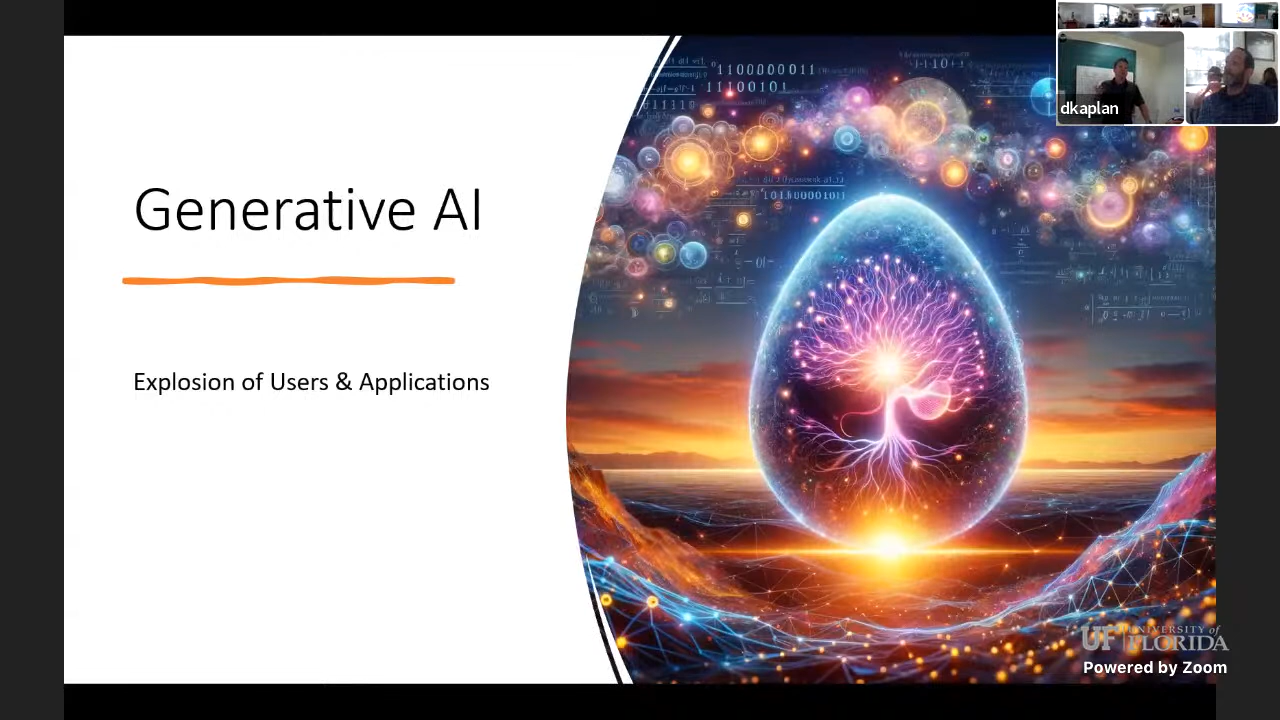 Generative AI
Explosion of Users & Applications
1100000011
11100101
dkaplan
UF UNIVERSITY of
FLORIDA
Powered by Zoom